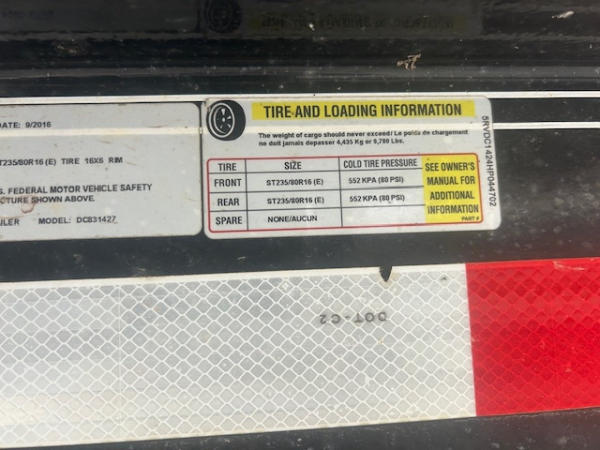 DATE: 9/2016
ST235/80R16 (E) TIRE 16X6 RIM
S. FEDERAL MOTOR VEHICLE SAFETY
CTURE SHOWN ABOVE.
ILER MODEL: DC831427
TIRE AND LOADING INFORMATION
The weight of cargo should never exceed/ Le poids de chargement
ne doit jamais depasser 4,435 Kg or 9,780 Lbs.
TIRE SIZE COLD TIRE PRESSURE
FRONT ST235/80R16 (E) 552 KPA (80 PSI)
REAR ST235/80R16 (E) 552 KPA (80 PSI)
SPARE NONE/AUCUN
SEE OWNER'S
MANUAL FOR
ADDITIONAL
INFORMATION
PART #
5RVDC1424HP044702
DOT-C2